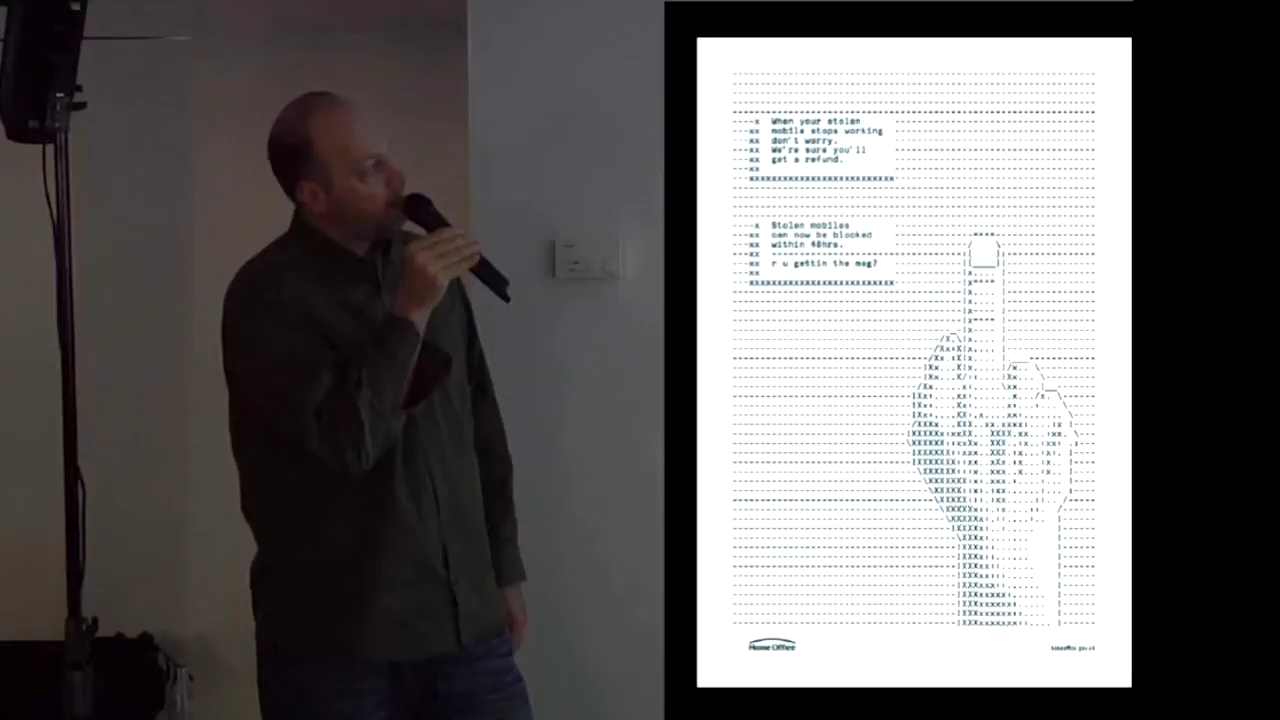 When your stolen
mobile stops working
don't worry.
We're sure you'll
get a refund.
Stolen mobiles
can now be blocked
within 48hrs.
r u gettin the msg?
Home Office